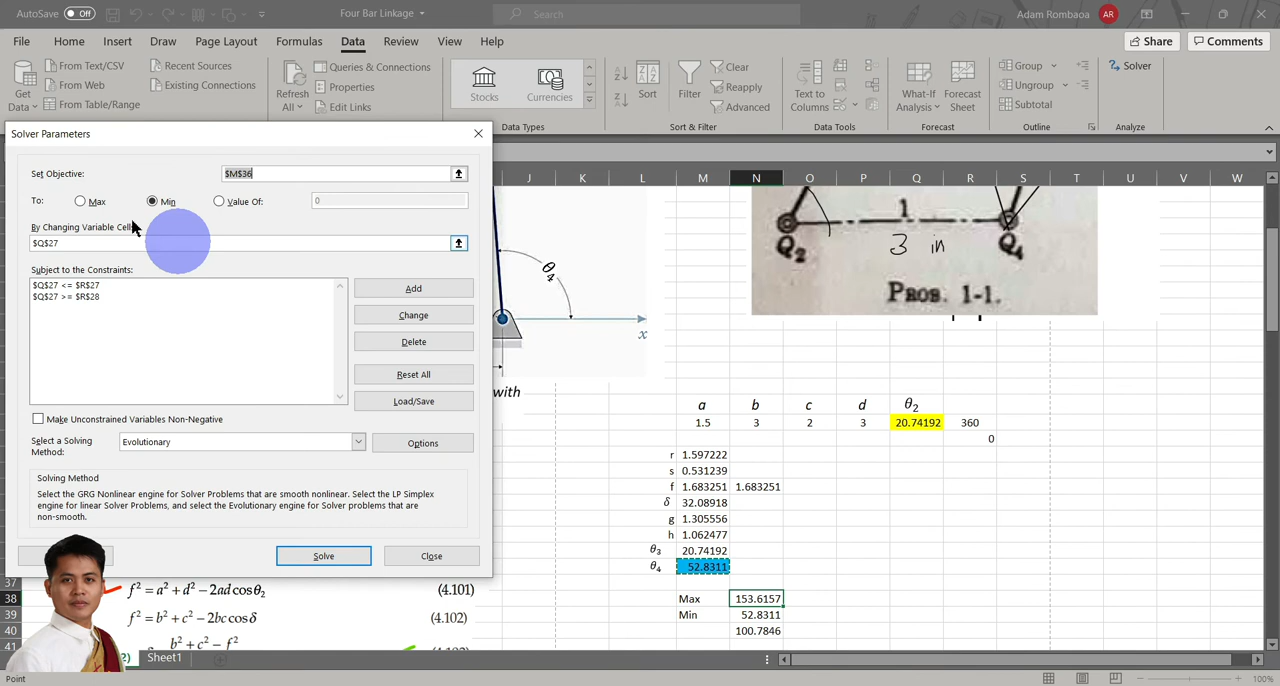 AutoSave Off Four Bar Linkage Search Adam Rombaoa AR
File Home Insert Draw Page Layout Formulas Data Review View Help Share Comments
Get Data From Text/CSV From Web From Table/Range Recent Sources Existing Connections
Refresh All Queries & Connections Properties Edit Links
Stocks Currencies
Data Types
Sort Filter Clear Reapply Advanced
Sort & Filter
Text to Columns
Data Tools
What-If Analysis Forecast Sheet
Forecast
Group Ungroup Subtotal
Outline
Solver
Analyze
Solver Parameters
Set Objective: $M$36
To: Max Min Value Of: 0
By Changing Variable Cell
$Q$27
Subject to the Constraints:
$Q$27 <= $R$27
$Q$27 >= $R$28
Add
Change
Delete
Reset All
Load/Save
Make Unconstrained Variables Non-Negative
Select a Solving Method: Evolutionary Options
Solving Method
Select the GRG Nonlinear engine for Solver Problems that are smooth nonlinear. Select the LP Simplex
engine for linear Solver Problems, and select the Evolutionary engine for Solver problems that are
non-smooth.
Solve Close
J K L M N O P Q R S T U V W
θ4
x
with
1
3 in
Q2 Q4
PROB. 1-1.
a b c d θ2
1.5 3 2 3 20.74192 360
0
r 1.597222
s 0.531239
f 1.683251 1.683251
δ 32.08918
g 1.305556
h 1.062477
θ3 20.74192
θ4 52.8311
Max 153.6157
Min 52.8311
100.7846
37
38
39
40
41
f² = a² + d² − 2ad cos θ2 (4.101)
f² = b² + c² − 2bc cos δ (4.102)
b² + c² − f²
2) Sheet1
Point 100%